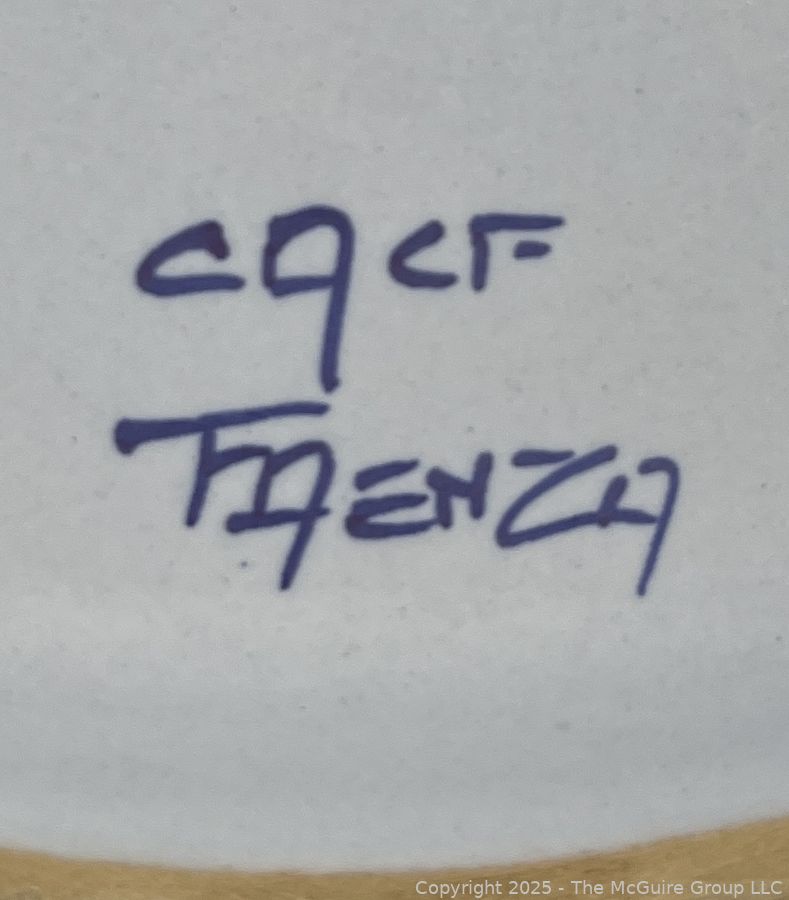 CACF
FAENZA
Copyright 2025 - The McGuire Group LLC